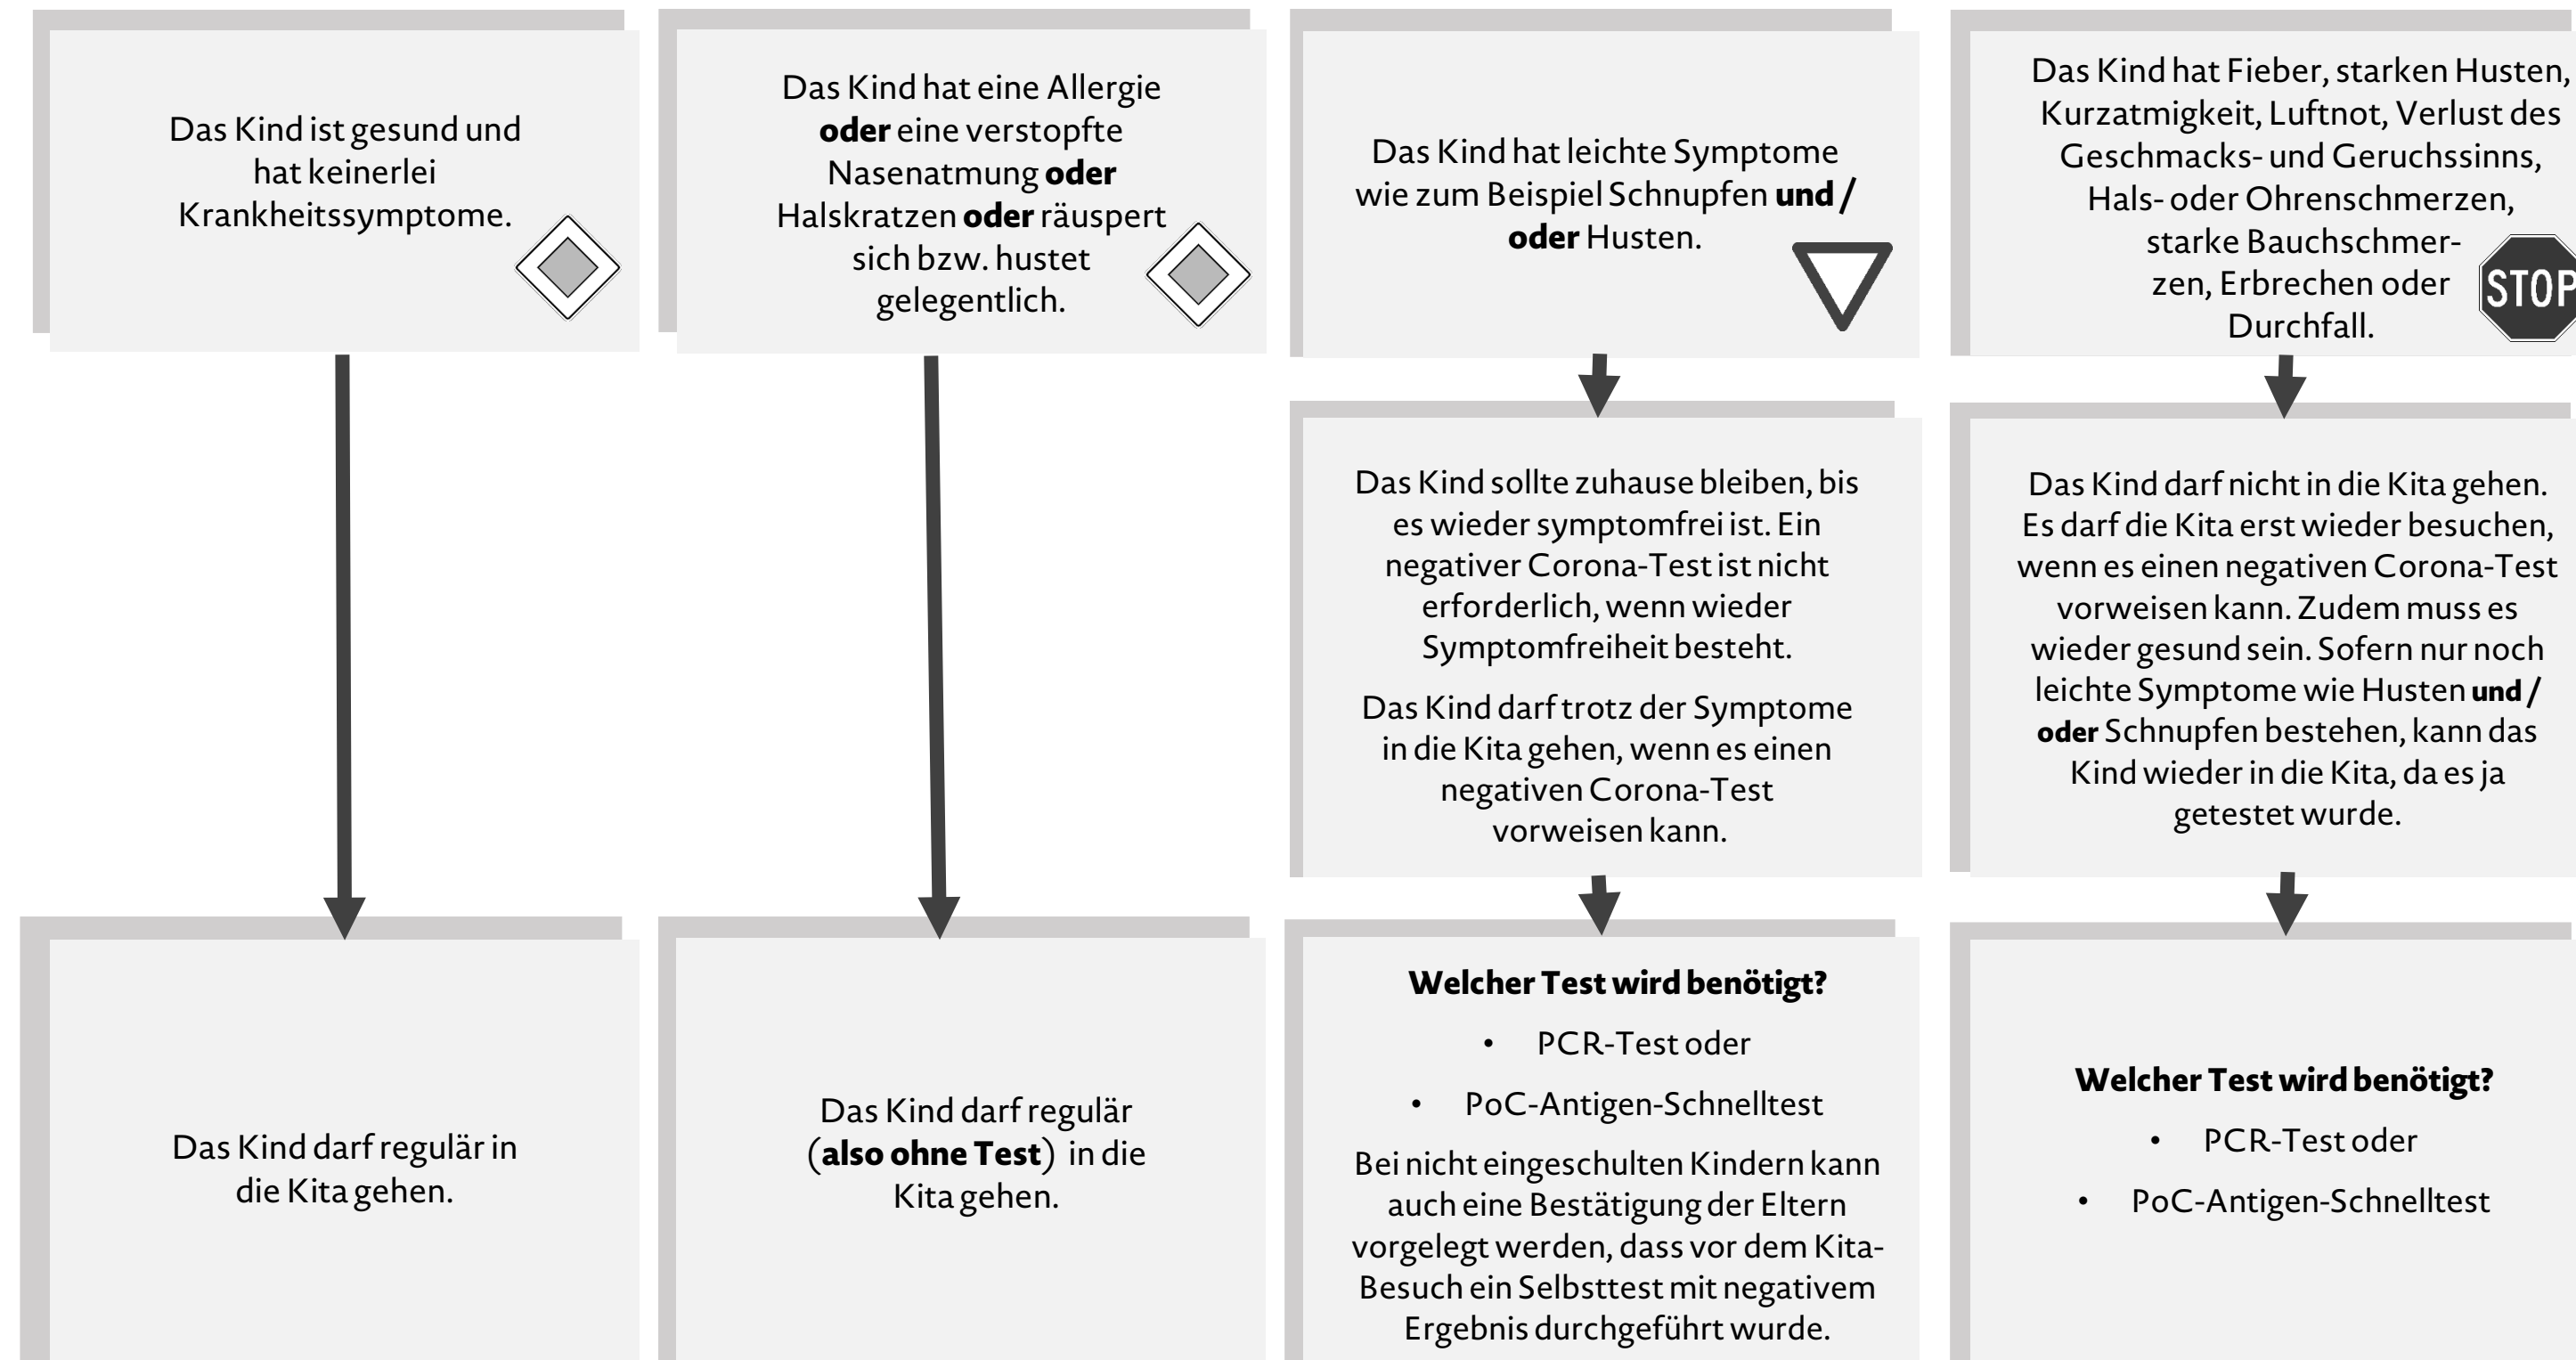 Das Kind ist gesund und
hat keinerlei
Krankheitssymptome.
Das Kind hat eine Allergie
oder eine verstopfte
Nasenatmung oder
Halskratzen oder räuspert
sich bzw. hustet
gelegentlich.
Das Kind hat leichte Symptome
wie zum Beispiel Schnupfen und /
oder Husten.
Das Kind hat Fieber, starken Husten,
Kurzatmigkeit, Luftnot, Verlust des
Geschmacks- und Geruchssinns,
Hals- oder Ohrenschmerzen,
starke Bauchschmer-
zen, Erbrechen oder
Durchfall.
STOP
Das Kind sollte zuhause bleiben, bis
es wieder symptomfrei ist. Ein
negativer Corona-Test ist nicht
erforderlich, wenn wieder
Symptomfreiheit besteht.
Das Kind darf trotz der Symptome
in die Kita gehen, wenn es einen
negativen Corona-Test
vorweisen kann.
Das Kind darf nicht in die Kita gehen.
Es darf die Kita erst wieder besuchen,
wenn es einen negativen Corona-Test
vorweisen kann. Zudem muss es
wieder gesund sein. Sofern nur noch
leichte Symptome wie Husten und /
oder Schnupfen bestehen, kann das
Kind wieder in die Kita, da es ja
getestet wurde.
Das Kind darf regulär in
die Kita gehen.
Das Kind darf regulär
(also ohne Test) in die
Kita gehen.
Welcher Test wird benötigt?
• PCR-Test oder
• PoC-Antigen-Schnelltest
Bei nicht eingeschulten Kindern kann
auch eine Bestätigung der Eltern
vorgelegt werden, dass vor dem Kita-
Besuch ein Selbsttest mit negativem
Ergebnis durchgeführt wurde.
Welcher Test wird benötigt?
• PCR-Test oder
• PoC-Antigen-Schnelltest